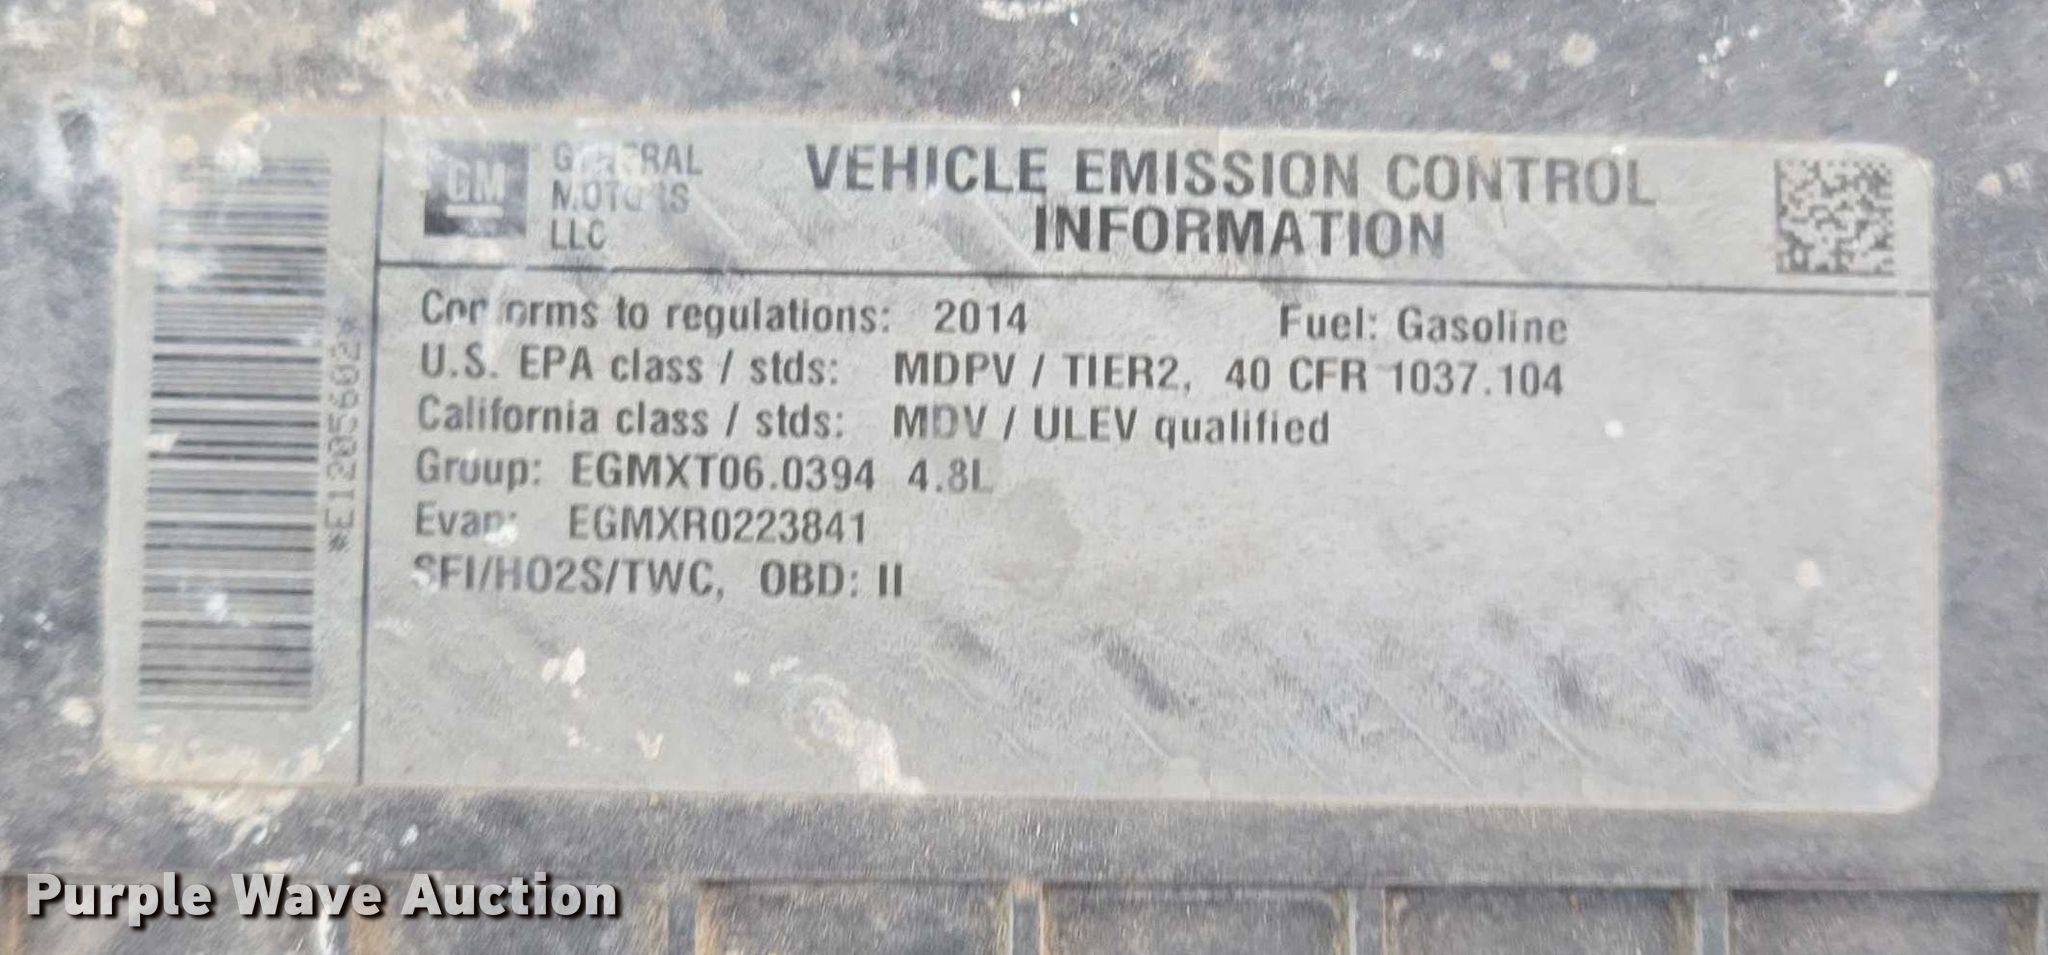 *E12056602*
GM
GENERAL
MOTORS
LLC
VEHICLE EMISSION CONTROL
INFORMATION
Conforms to regulations: 2014 Fuel: Gasoline
U.S. EPA class / stds: MDPV / TIER2, 40 CFR 1037.104
California class / stds: MDV / ULEV qualified
Group: EGMXT06.0394 4.8L
Evap: EGMXR0223841
SFI/HO2S/TWC, OBD: II
Purple Wave Auction